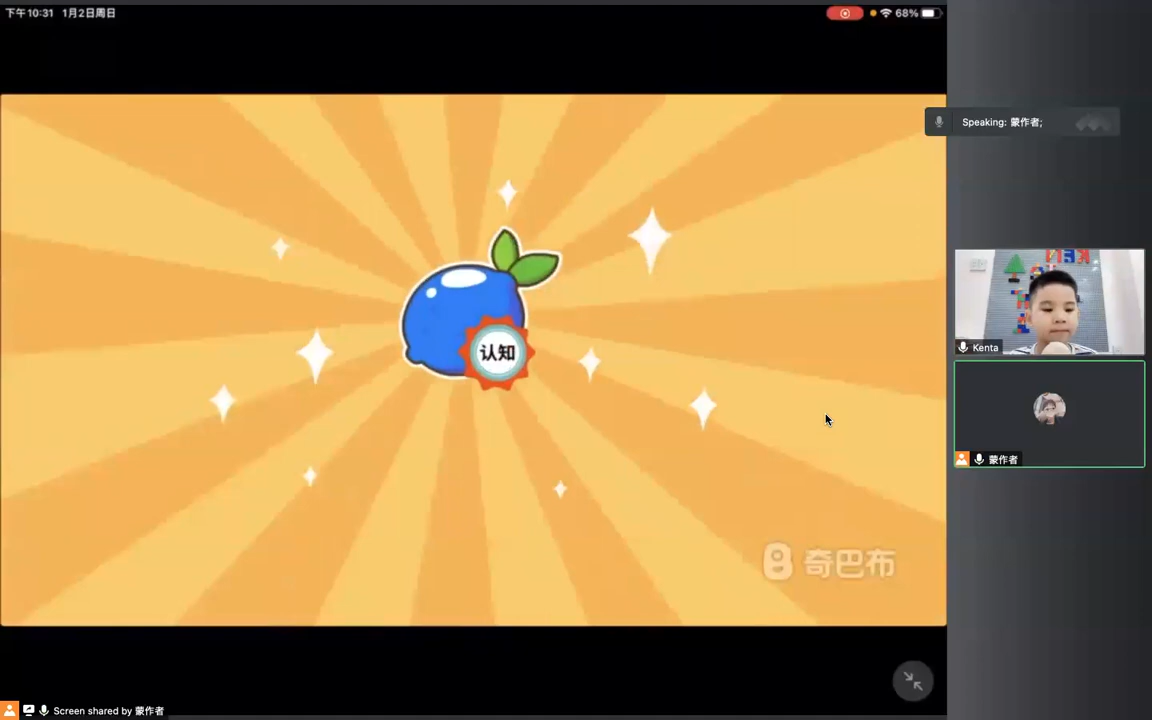 下午10:31 1月2日周日
68%
Speaking: 蒙作者;
认知
Kenta
蒙作者
奇巴布
Screen shared by 蒙作者